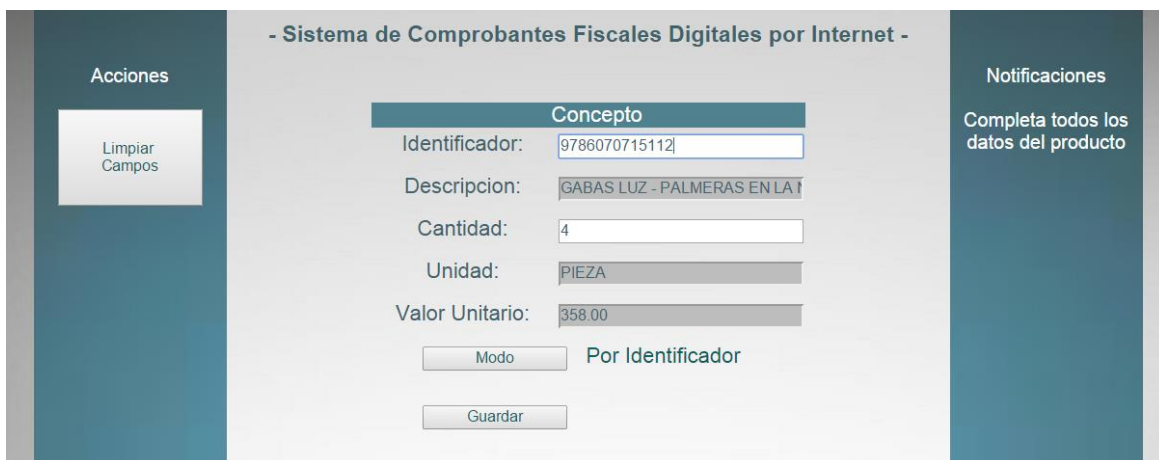 - Sistema de Comprobantes Fiscales Digitales por Internet -
Acciones
Limpiar
Campos
Concepto
Identificador: 9786070715112
Descripcion: GABAS LUZ - PALMERAS EN LA
Cantidad: 4
Unidad: PIEZA
Valor Unitario: 358.00
Modo Por Identificador
Guardar
Notificaciones
Completa todos los
datos del producto